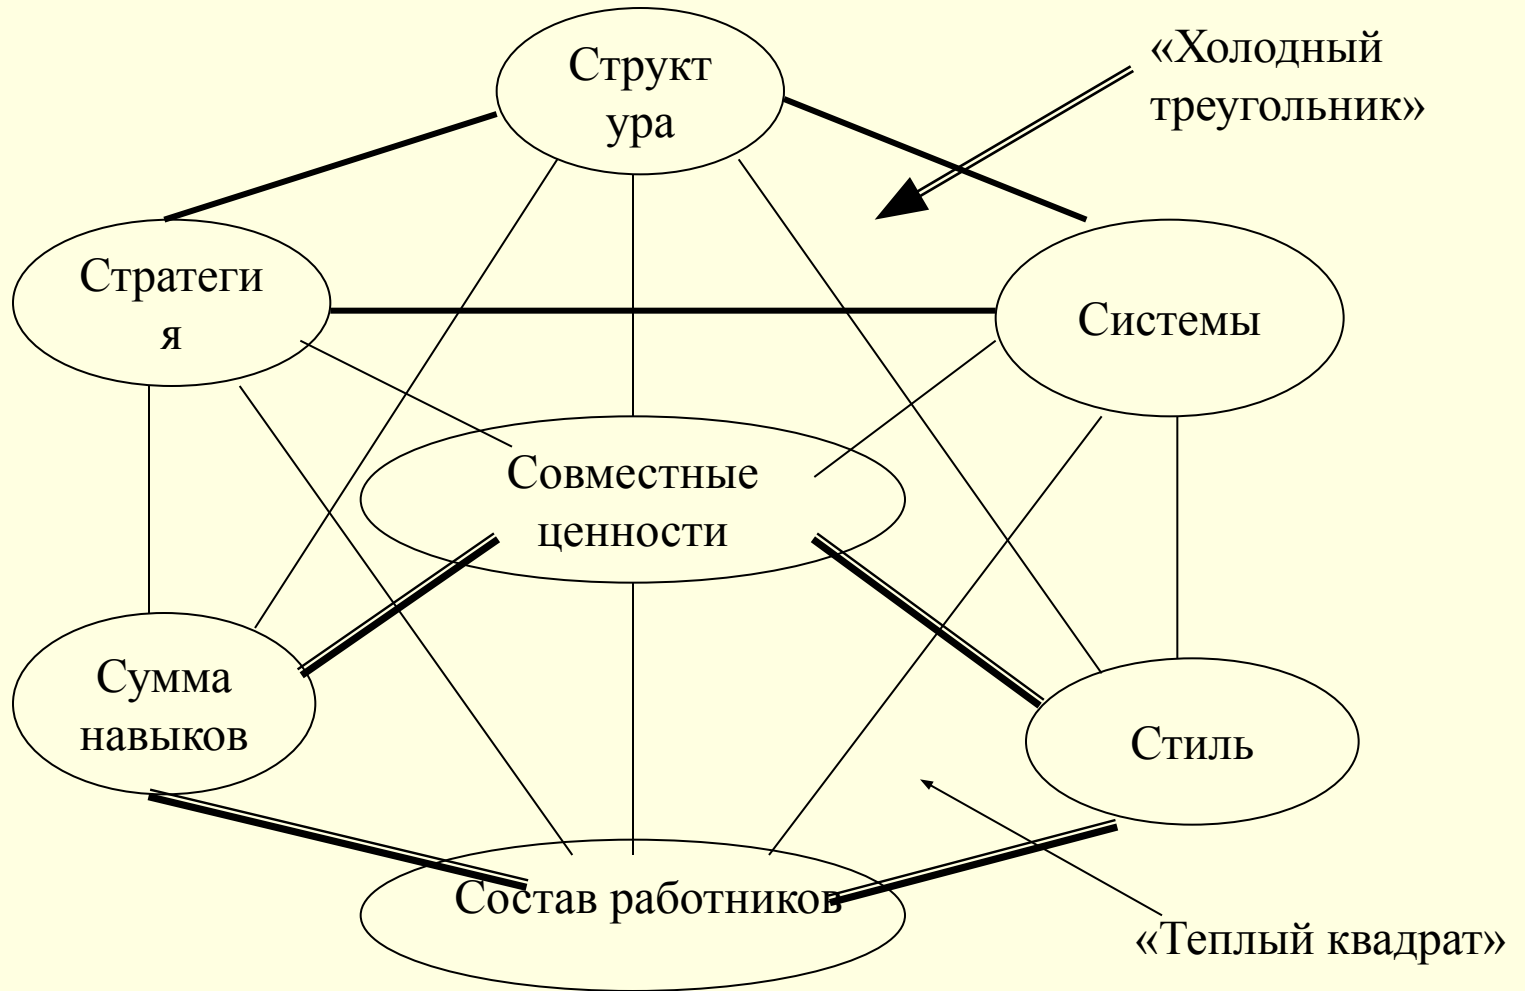 Структ
ура
«Холодный
треугольник»
Стратеги
я
Системы
Совместные
ценности
Сумма
навыков
Стиль
Состав работников
«Теплый квадрат»